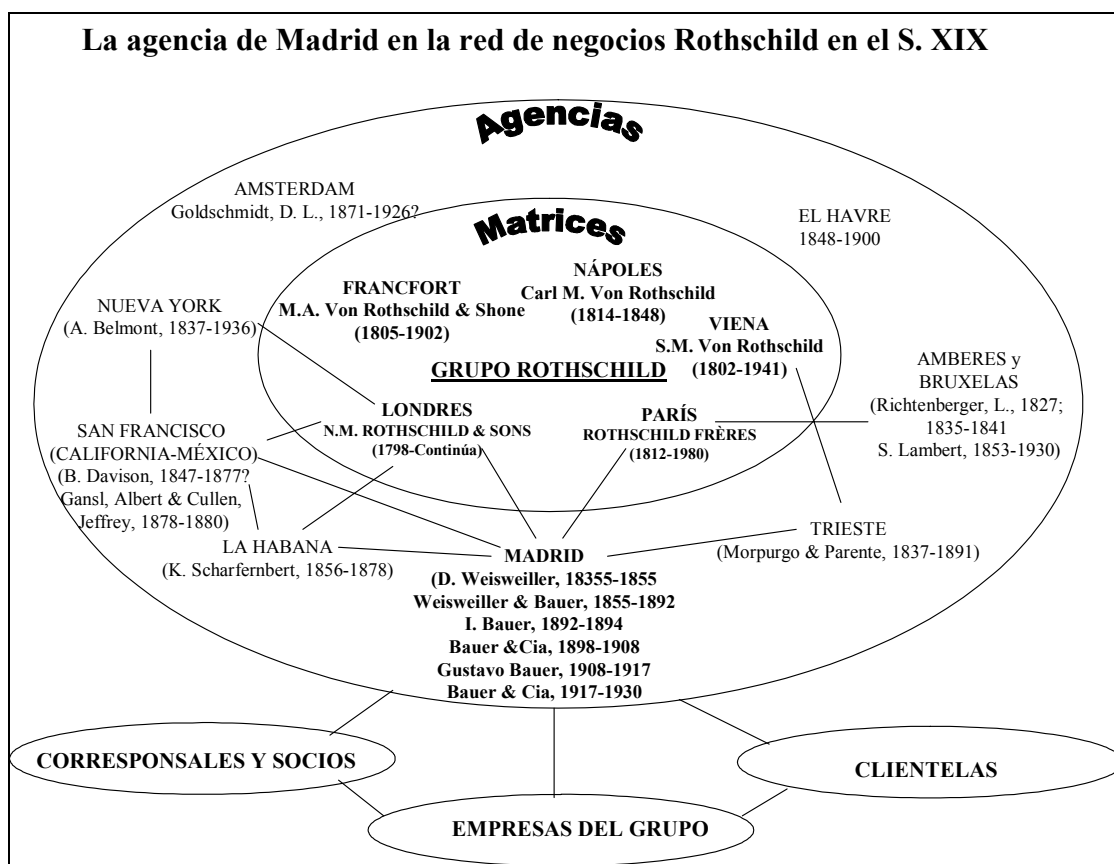 La agencia de Madrid en la red de negocios Rothschild en el S. XIX
Agencias
AMSTERDAM
Goldschmidt, D. L., 1871-1926?
EL HAVRE
1848-1900
Matrices
FRANCFORT
M.A. Von Rothschild & Shone
(1805-1902)
NÁPOLES
Carl M. Von Rothschild
(1814-1848)
VIENA
S.M. Von Rothschild
(1802-1941)
NUEVA YORK
(A. Belmont, 1837-1936)
GRUPO ROTHSCHILD
AMBERES y
BRUXELAS
(Richtenberger, L., 1827;
1835-1841
S. Lambert, 1853-1930)
LONDRES
N.M. ROTHSCHILD & SONS
(1798-Continúa)
PARÍS
ROTHSCHILD FRÈRES
(1812-1980)
SAN FRANCISCO
(CALIFORNIA-MÉXICO)
(B. Davison, 1847-1877?
Gansl, Albert & Cullen,
Jeffrey, 1878-1880)
LA HABANA
(K. Scharfernbert, 1856-1878)
TRIESTE
(Morpurgo & Parente, 1837-1891)
MADRID
(D. Weisweiller, 18355-1855
Weisweiller & Bauer, 1855-1892
I. Bauer, 1892-1894
Bauer &Cia, 1898-1908
Gustavo Bauer, 1908-1917
Bauer & Cia, 1917-1930
CORRESPONSALES Y SOCIOS
CLIENTELAS
EMPRESAS DEL GRUPO